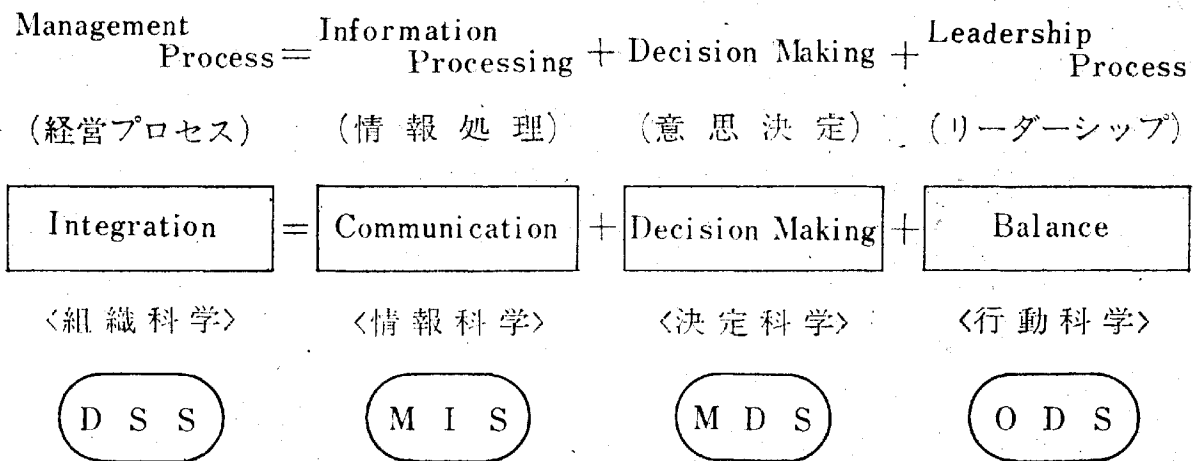 Management Process = Information Processing + Decision Making + Leadership Process
(経営プロセス) (情報処理) (意思決定) (リーダーシップ)
Integration = Communication + Decision Making + Balance
<組織科学> <情報科学> <決定科学> <行動科学>
DSS MIS MDS ODS